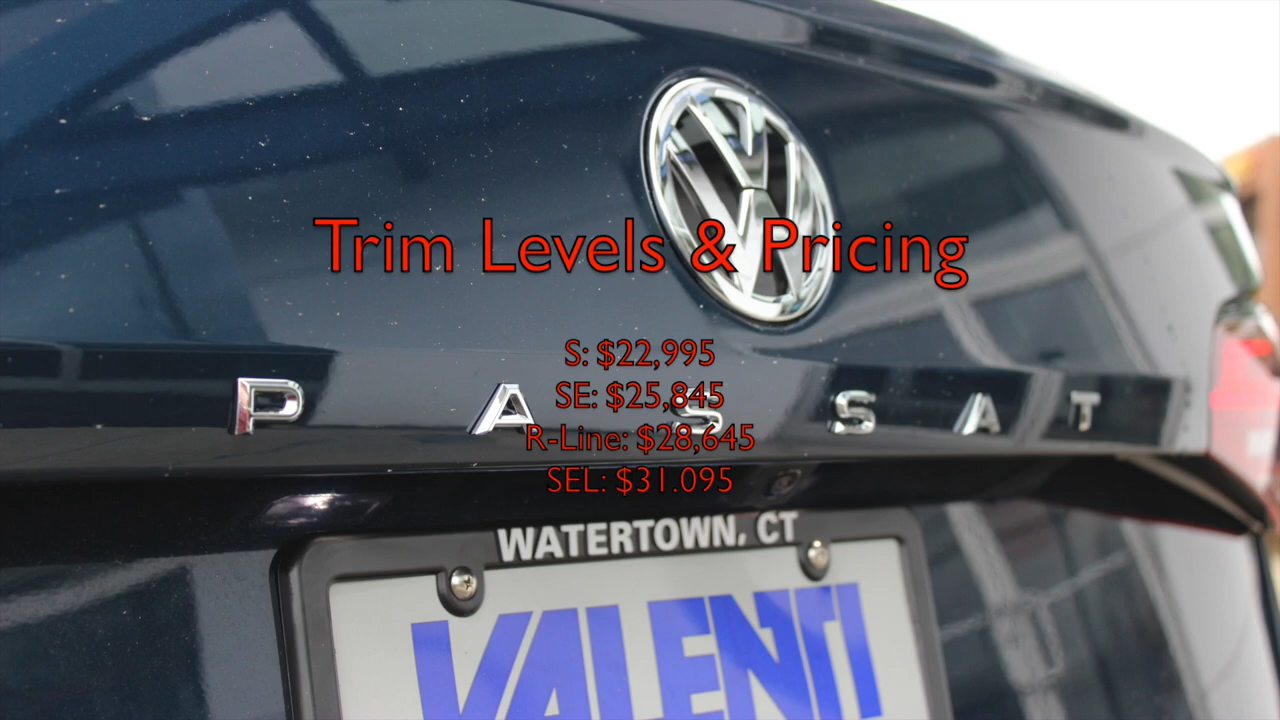 Trim Levels & Pricing
S: $22,995
SE: $25,845
PASSAT
R-Line: $28,645
SEL: $31.095
WATERTOWN, CT
VALENTI